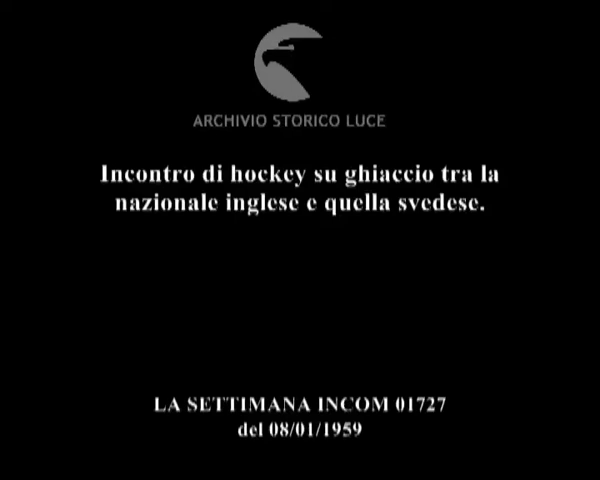 ARCHIVIO STORICO LUCE
Incontro di hockey su ghiaccio tra la
nazionale inglese e quella svedese.
LA SETTIMANA INCOM 01727
del 08/01/1959